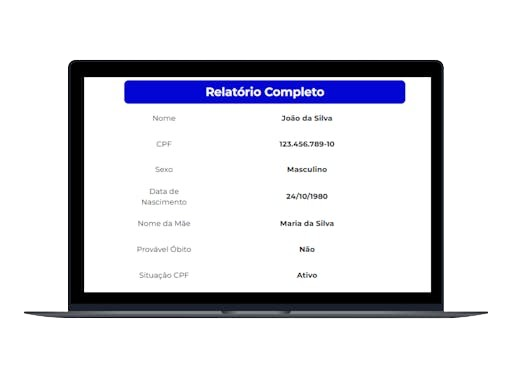 Relatório Completo
Nome João da Silva
CPF 123.456.789-10
Sexo Masculino
Data de
Nascimento 24/10/1980
Nome da Mãe Maria da Silva
Provável Óbito Não
Situação CPF Ativo